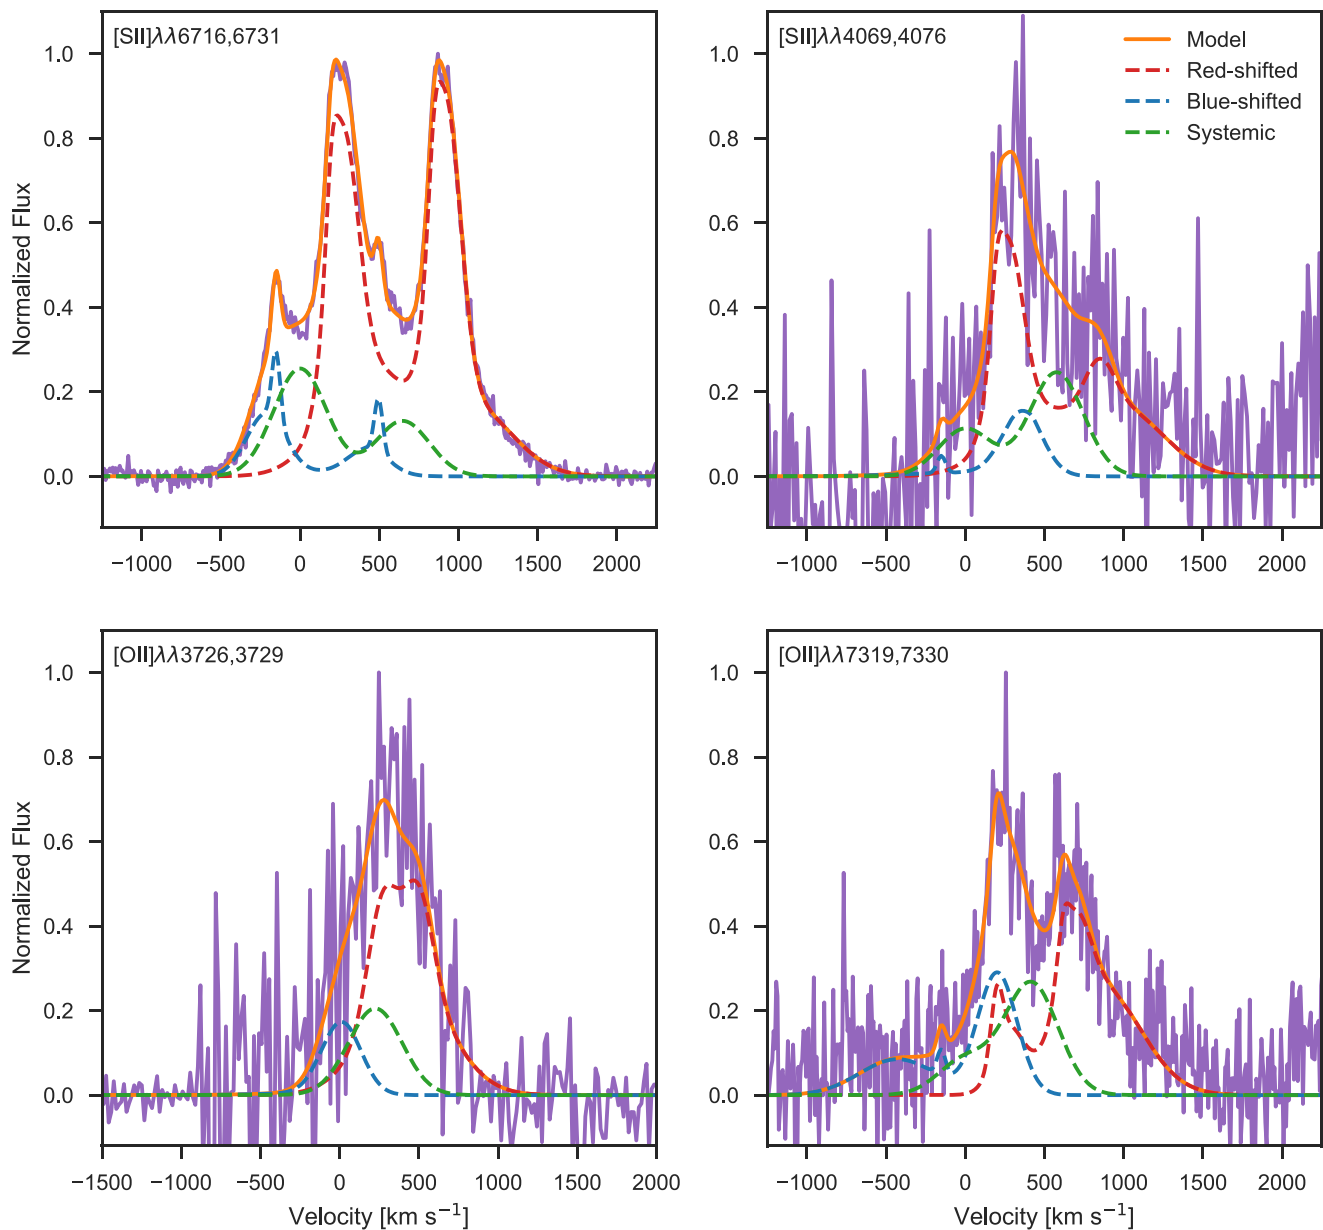 [SII]λλ6716,6731
1.0
0.8
0.6
0.4
0.2
0.0
Normalized Flux
−1000 −500 0 500 1000 1500 2000
[SII]λλ4069,4076
Model
Red-shifted
Blue-shifted
Systemic
1.0
0.8
0.6
0.4
0.2
0.0
−1000 −500 0 500 1000 1500 2000
[OII]λλ3726,3729
1.0
0.8
0.6
0.4
0.2
0.0
Normalized Flux
−1500 −1000 −500 0 500 1000 1500 2000
Velocity [km s⁻¹]
[OII]λλ7319,7330
1.0
0.8
0.6
0.4
0.2
0.0
−1000 −500 0 500 1000 1500 2000
Velocity [km s⁻¹]